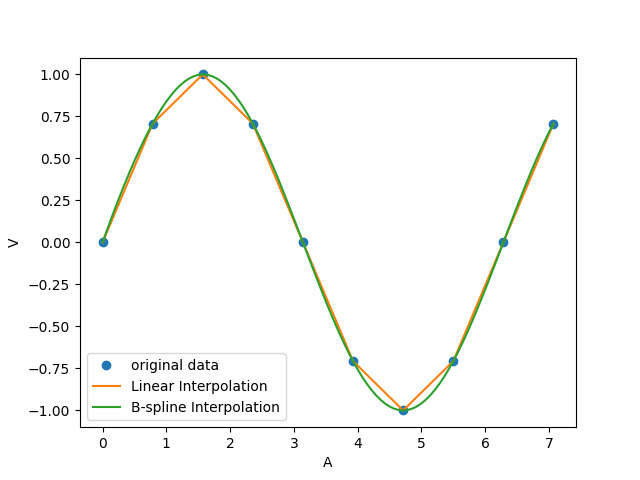 1.00
0.75
0.50
0.25
0.00
−0.25
−0.50
−0.75
−1.00
V
original data
Linear Interpolation
B-spline Interpolation
0 1 2 3 4 5 6 7
A